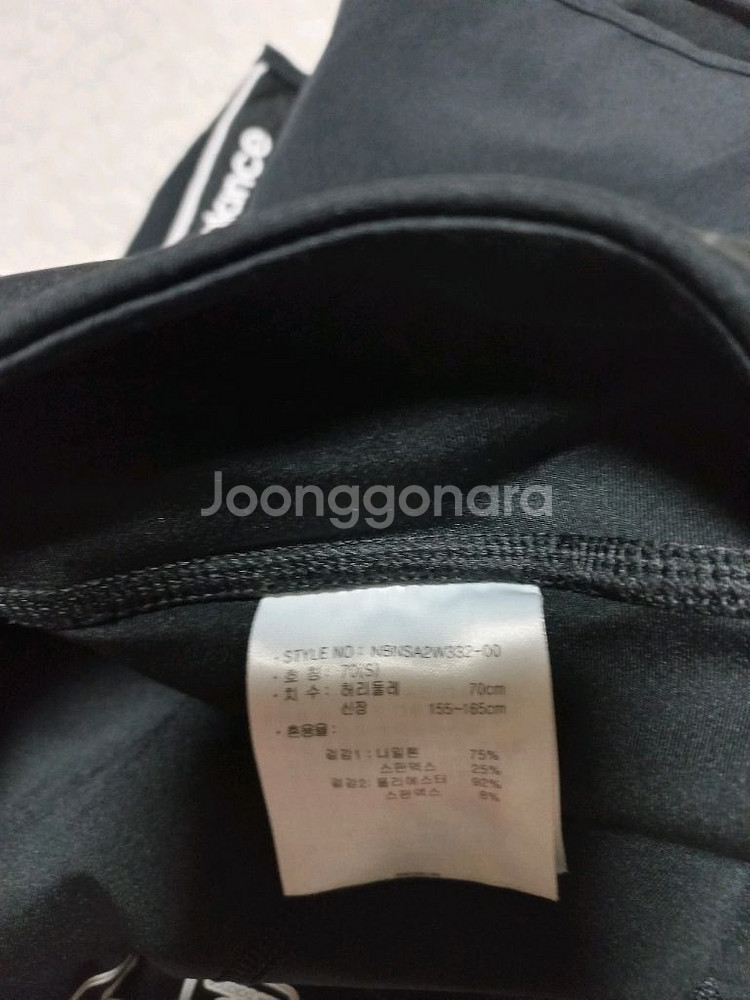 lance
Joonggonara
· STYLE NO : NBNSA2W332-00
· 호 칭 : 70(S)
· 치 수 : 허리둘레 70cm
신장 155~165cm
· 혼용율 :
겉감1 : 나일론 75%
스판덱스 25%
겉감2: 폴리에스터 92%
스판덱스 8%